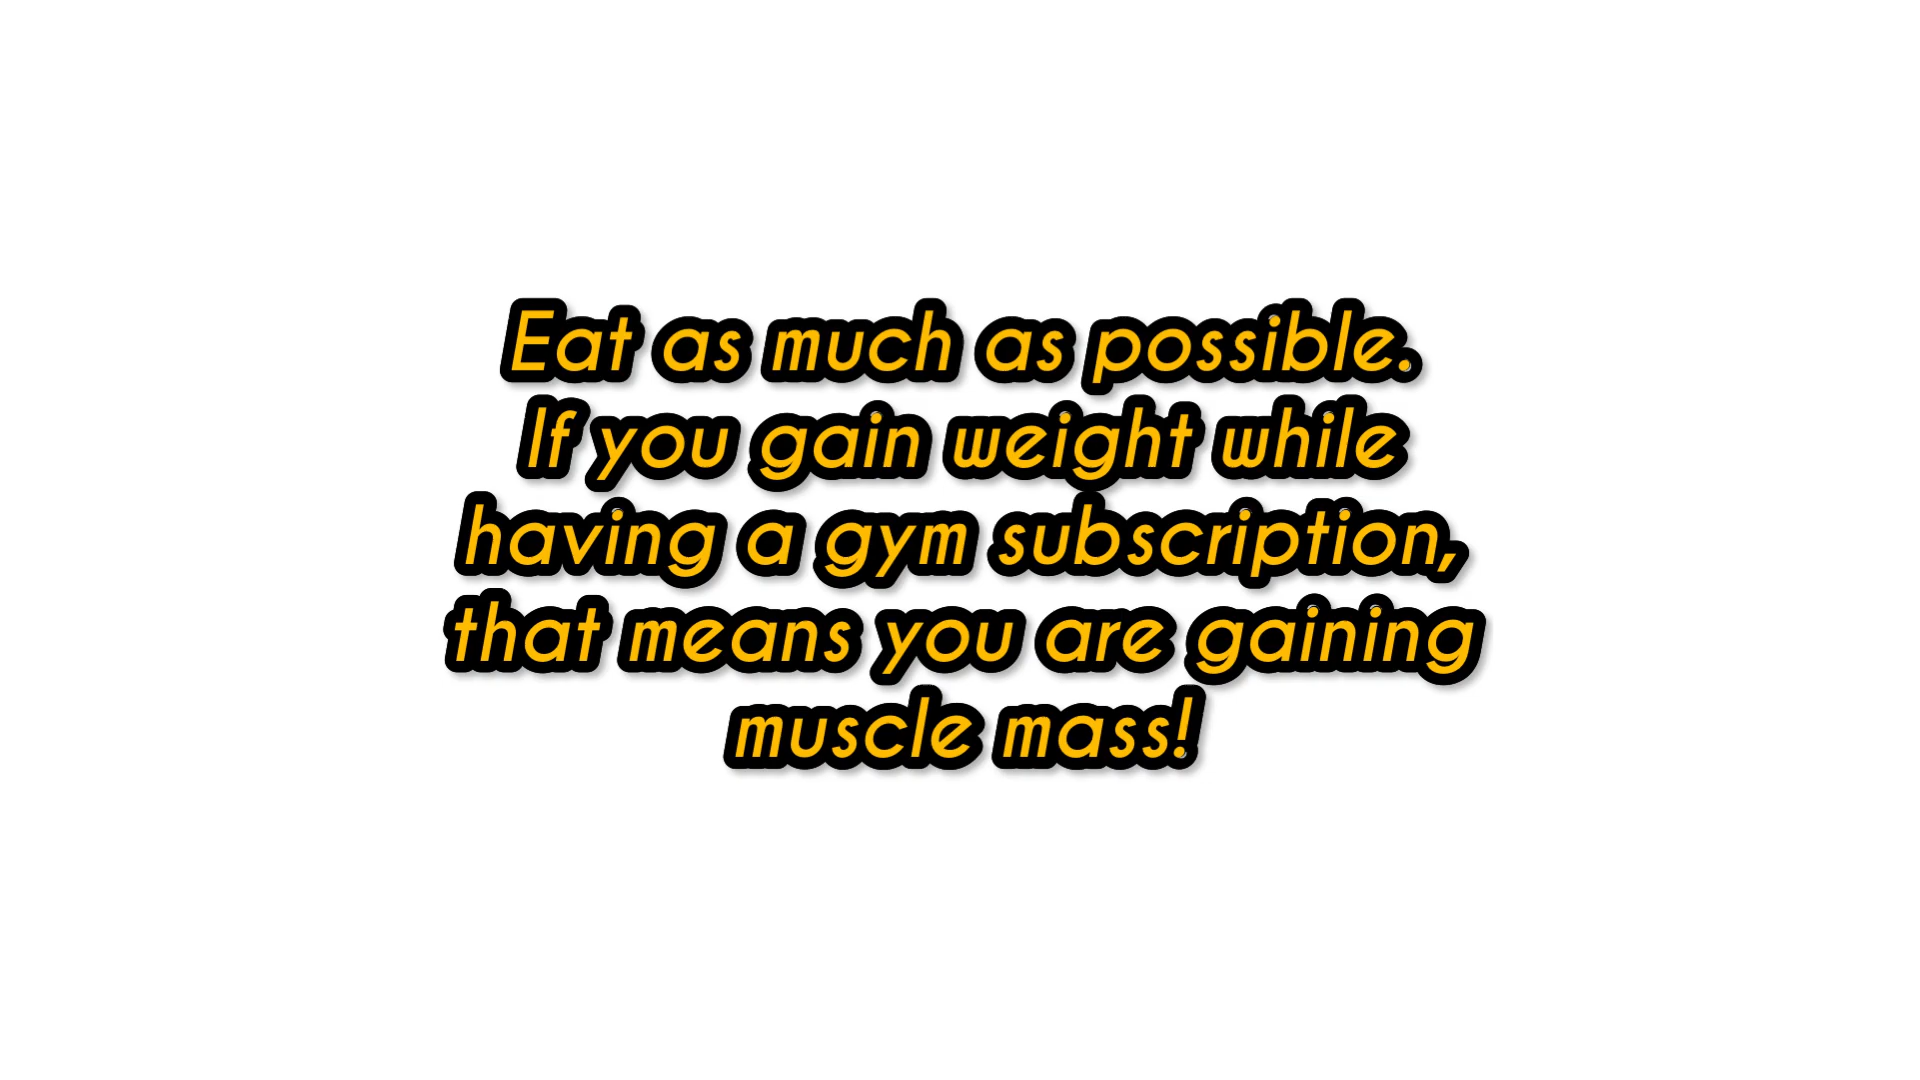 Eat as much as possible.
If you gain weight while
having a gym subscription,
that means you are gaining
muscle mass!